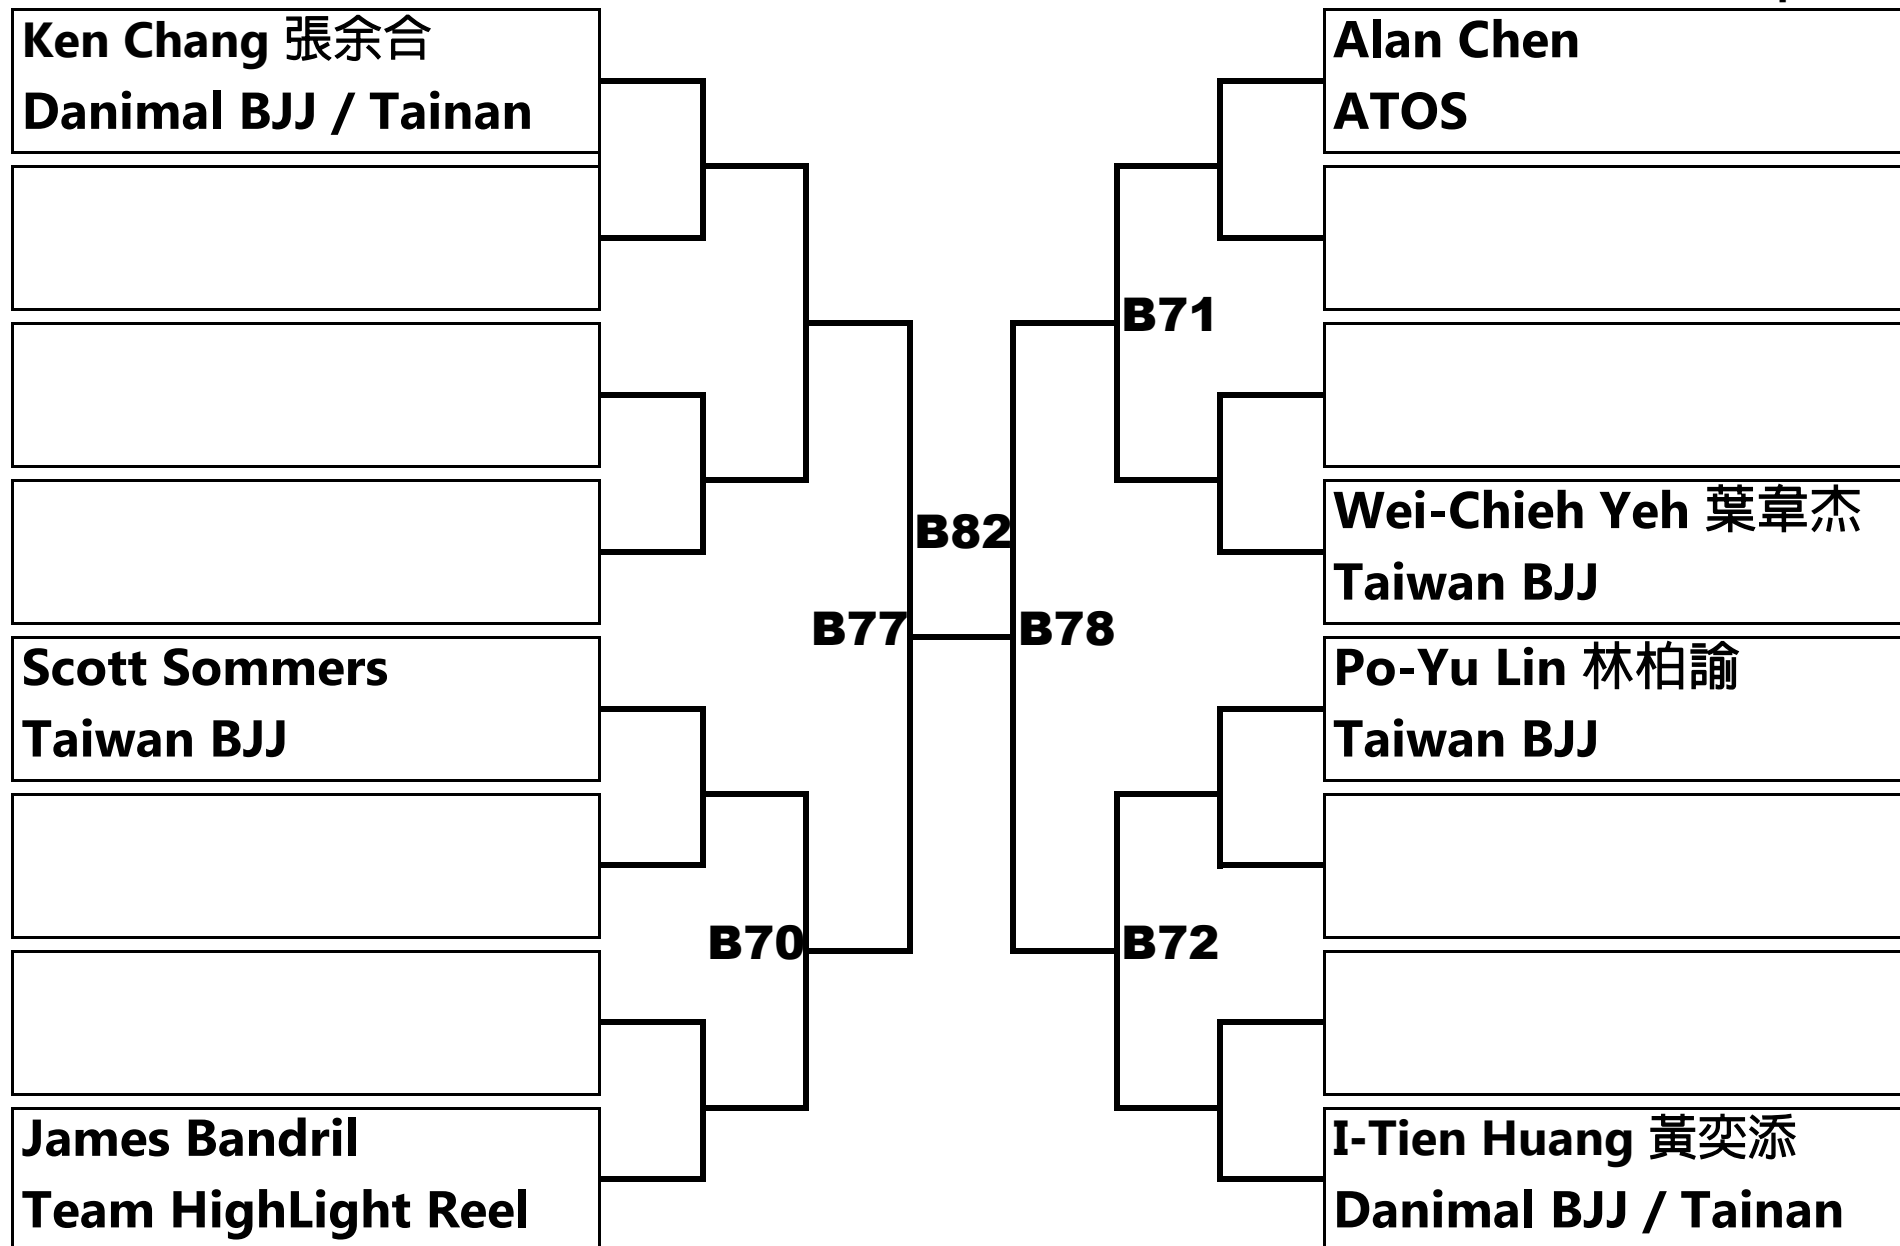 Ken Chang 張余合
Danimal BJJ / Tainan
Scott Sommers
Taiwan BJJ
James Bandril
Team HighLight Reel
B70
B77
B82
B78
B71
B72
Alan Chen
ATOS
Wei-Chieh Yeh 葉韋杰
Taiwan BJJ
Po-Yu Lin 林柏諭
Taiwan BJJ
I-Tien Huang 黃奕添
Danimal BJJ / Tainan